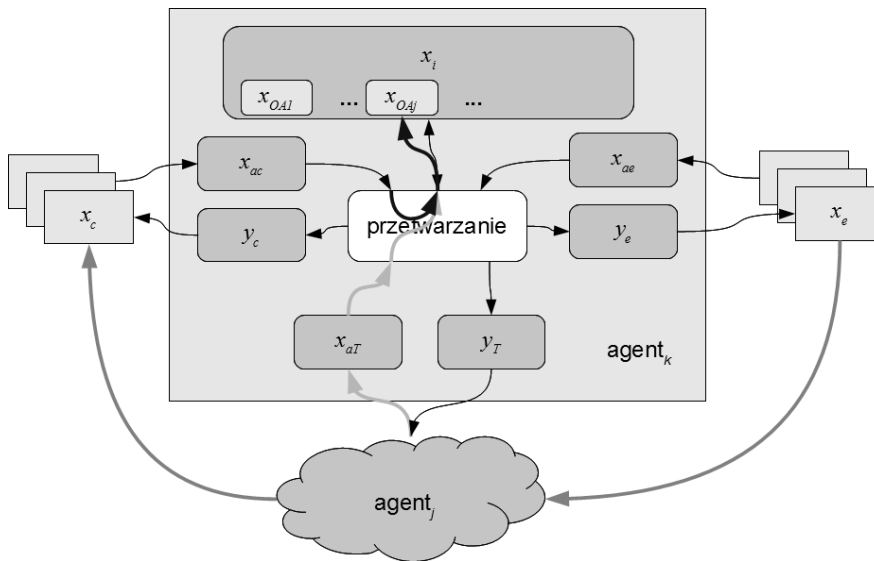 x_i
x_OA1 ... x_OAj ...
x_ac x_ae
x_c przetwarzanie x_e
y_c y_e
x_aT y_T
agent_k
agent_j